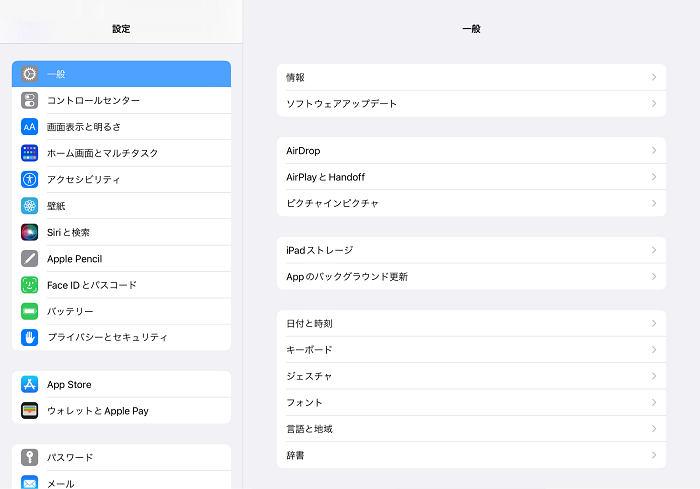 設定
一般
コントロールセンター
画面表示と明るさ
ホーム画面とマルチタスク
アクセシビリティ
壁紙
Siriと検索
Apple Pencil
Face IDとパスコード
バッテリー
プライバシーとセキュリティ
App Store
ウォレットとApple Pay
パスワード
メール
一般
情報
ソフトウェアアップデート
AirDrop
AirPlayとHandoff
ピクチャインピクチャ
iPadストレージ
Appのバックグラウンド更新
日付と時刻
キーボード
ジェスチャ
フォント
言語と地域
辞書